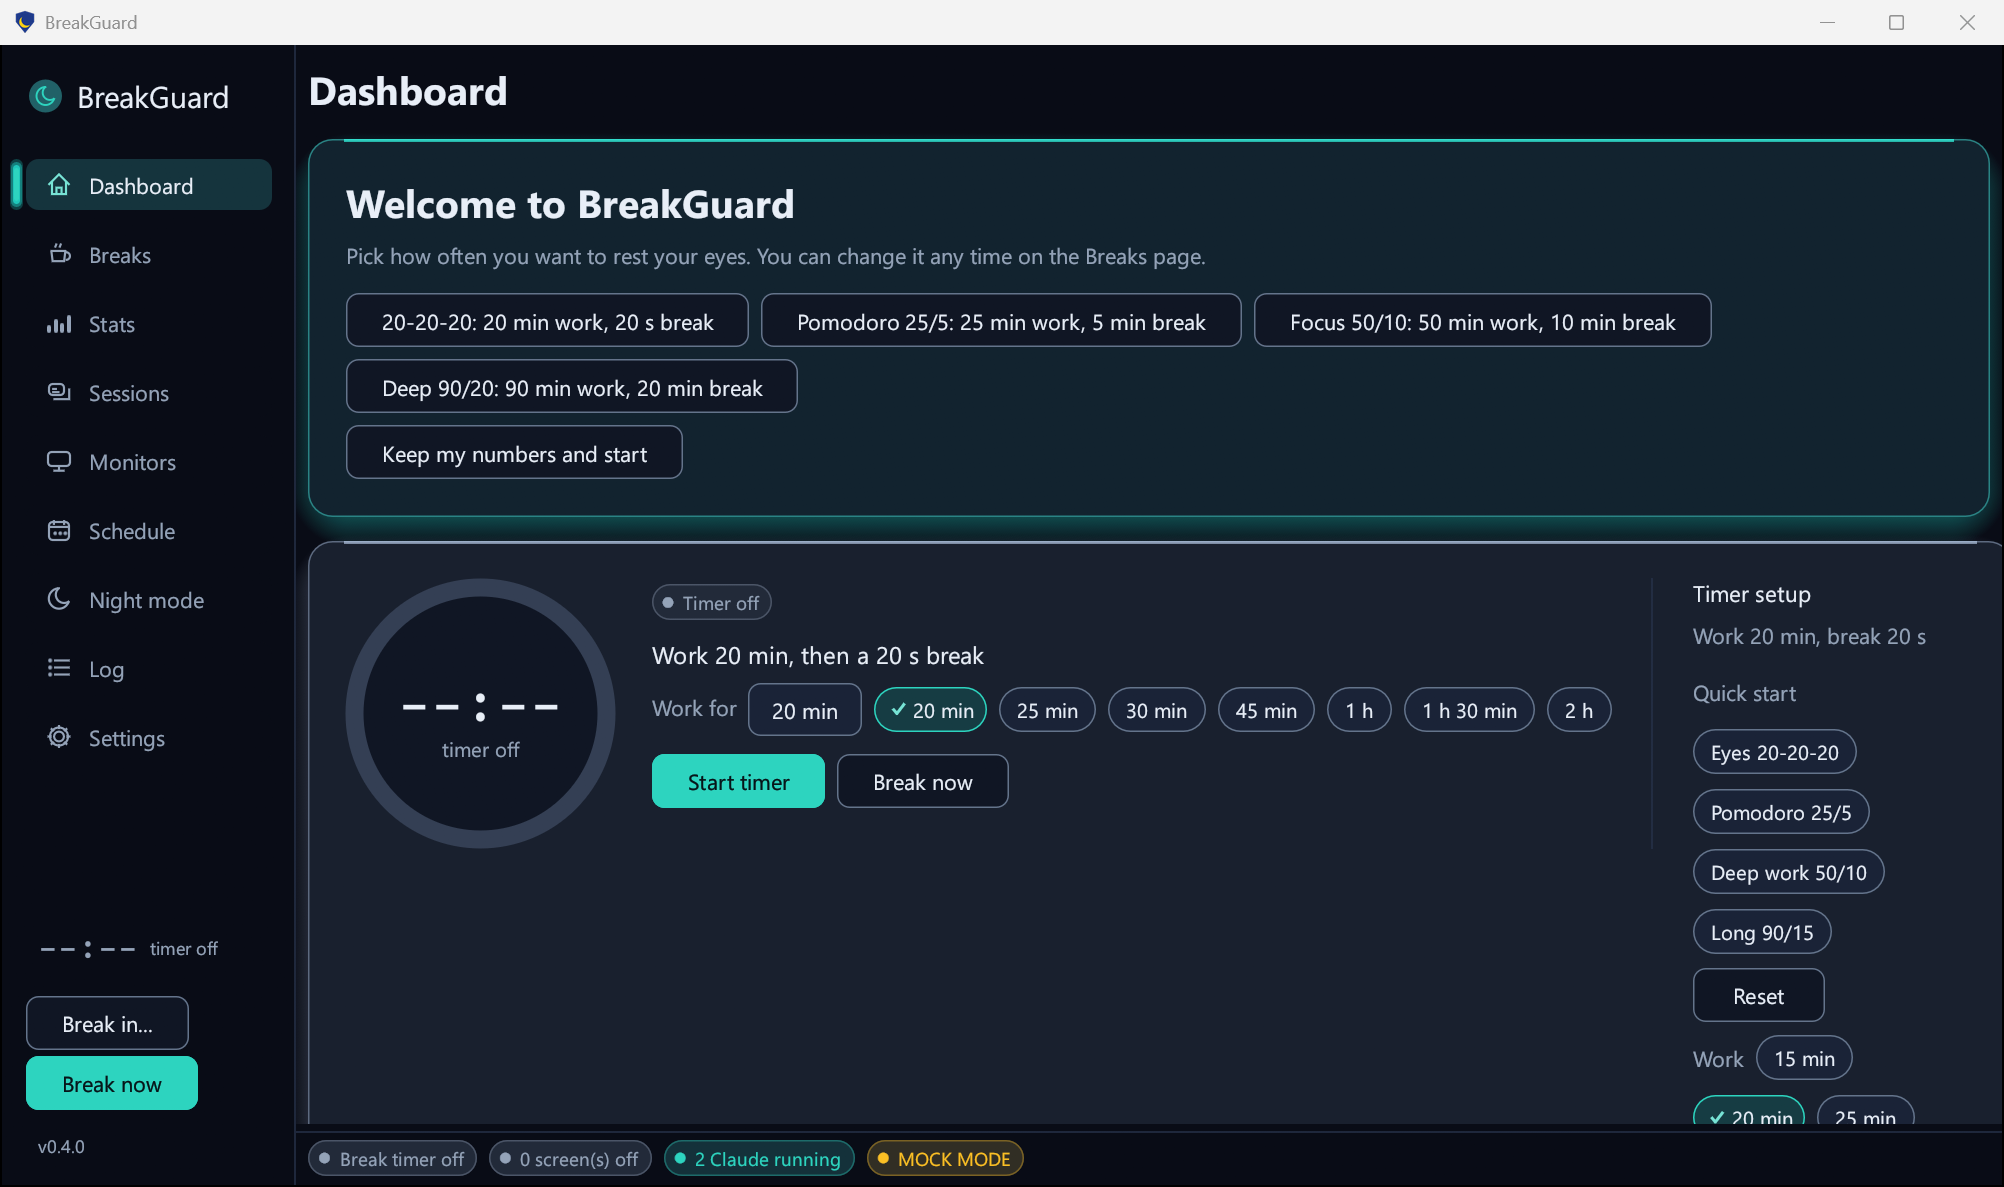 BreakGuard
BreakGuard
Dashboard
Breaks
Stats
Sessions
Monitors
Schedule
Night mode
Log
Settings
--:-- timer off
Break in...
Break now
v0.4.0
Dashboard
Welcome to BreakGuard
Pick how often you want to rest your eyes. You can change it any time on the Breaks page.
20-20-20: 20 min work, 20 s break Pomodoro 25/5: 25 min work, 5 min break Focus 50/10: 50 min work, 10 min break
Deep 90/20: 90 min work, 20 min break
Keep my numbers and start
--:--
timer off
Timer off
Work 20 min, then a 20 s break
Work for 20 min 20 min 25 min 30 min 45 min 1 h 1 h 30 min 2 h
Start timer Break now
Timer setup
Work 20 min, break 20 s
Quick start
Eyes 20-20-20
Pomodoro 25/5
Deep work 50/10
Long 90/15
Reset
Work 15 min
20 min 25 min
Break timer off 0 screen(s) off 2 Claude running MOCK MODE